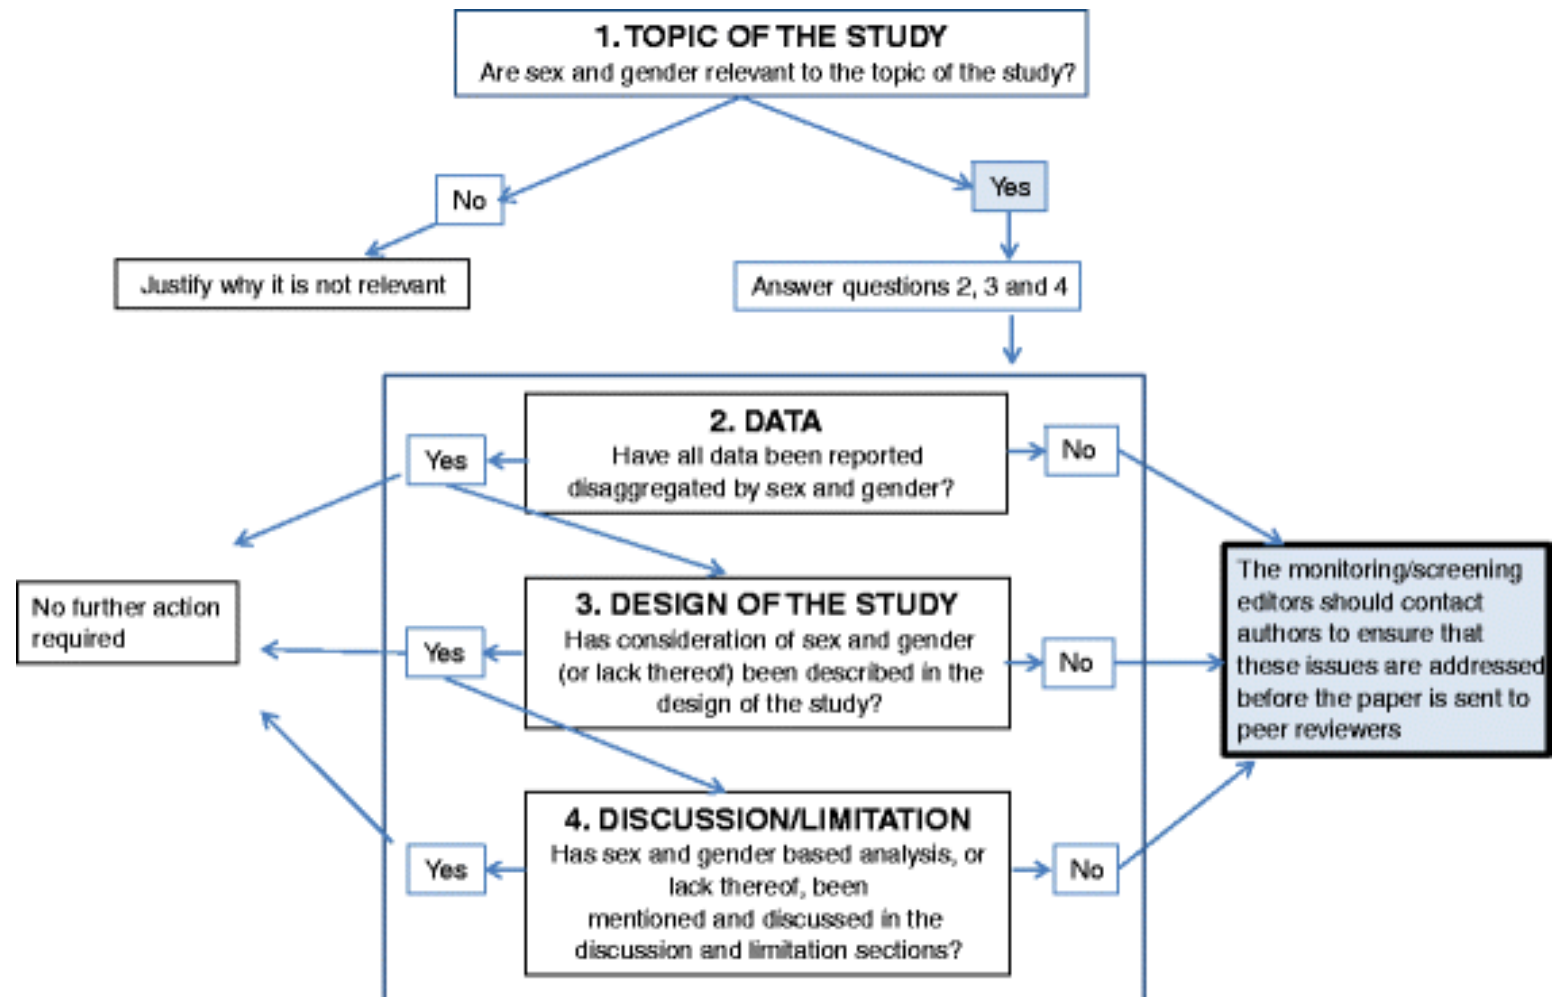 1. TOPIC OF THE STUDY
Are sex and gender relevant to the topic of the study?
No
Yes
Justify why it is not relevant
Answer questions 2, 3 and 4
2. DATA
Have all data been reported
disaggregated by sex and gender?
Yes
No
No further action
required
3. DESIGN OF THE STUDY
Has consideration of sex and gender
(or lack thereof) been described in the
design of the study?
Yes
No
The monitoring/screening
editors should contact
authors to ensure that
these issues are addressed
before the paper is sent to
peer reviewers
4. DISCUSSION/LIMITATION
Has sex and gender based analysis, or
lack thereof, been
mentioned and discussed in the
discussion and limitation sections?
Yes
No